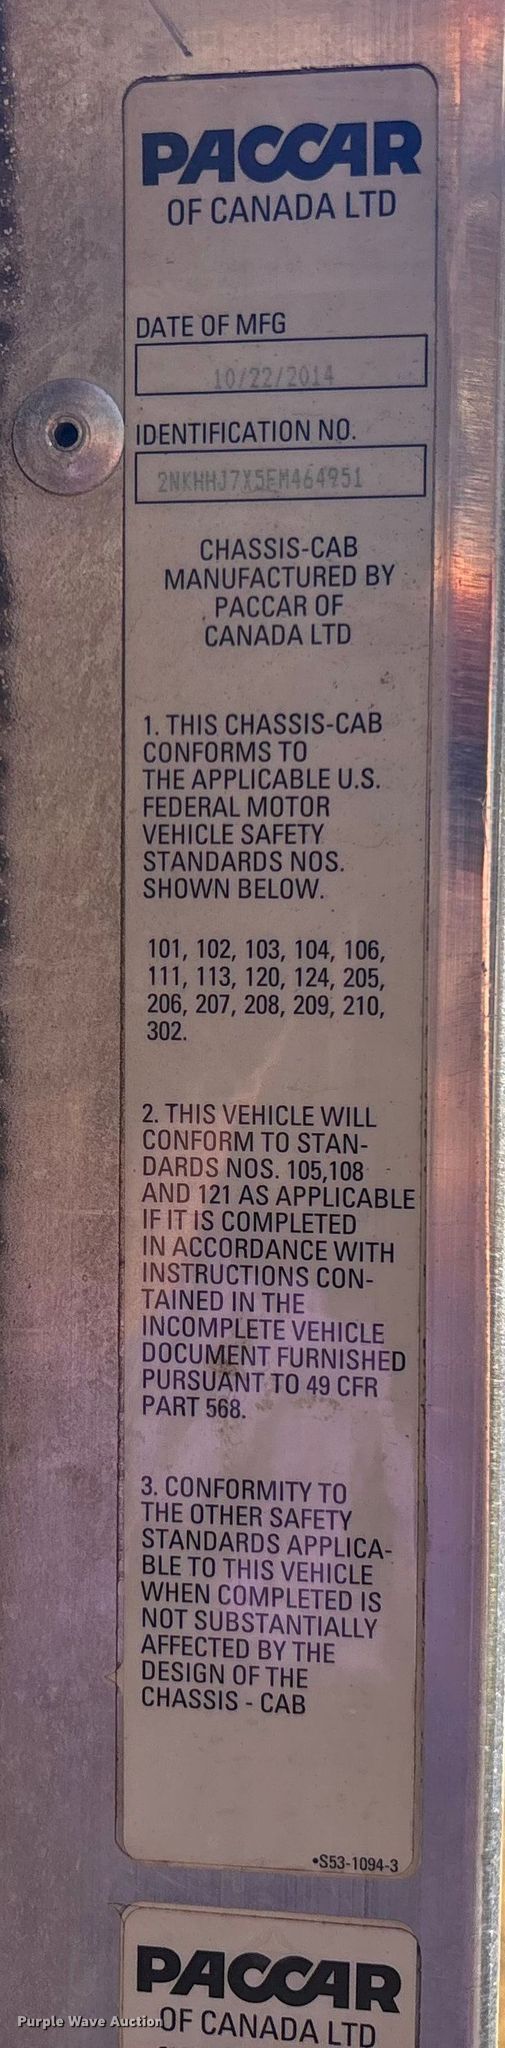 PACCAR
OF CANADA LTD
DATE OF MFG
10/22/2014
IDENTIFICATION NO.
2NKHHJ7X5EM464951
CHASSIS-CAB
MANUFACTURED BY
PACCAR OF
CANADA LTD
1. THIS CHASSIS-CAB
CONFORMS TO
THE APPLICABLE U.S.
FEDERAL MOTOR
VEHICLE SAFETY
STANDARDS NOS.
SHOWN BELOW.
101, 102, 103, 104, 106,
111, 113, 120, 124, 205,
206, 207, 208, 209, 210,
302.
2. THIS VEHICLE WILL
CONFORM TO STAN-
DARDS NOS. 105,108
AND 121 AS APPLICABLE
IF IT IS COMPLETED
IN ACCORDANCE WITH
INSTRUCTIONS CON-
TAINED IN THE
INCOMPLETE VEHICLE
DOCUMENT FURNISHED
PURSUANT TO 49 CFR
PART 568.
3. CONFORMITY TO
THE OTHER SAFETY
STANDARDS APPLICA-
BLE TO THIS VEHICLE
WHEN COMPLETED IS
NOT SUBSTANTIALLY
AFFECTED BY THE
DESIGN OF THE
CHASSIS - CAB
•S53-1094-3
PACCAR
OF CANADA LTD
Purple Wave Auction